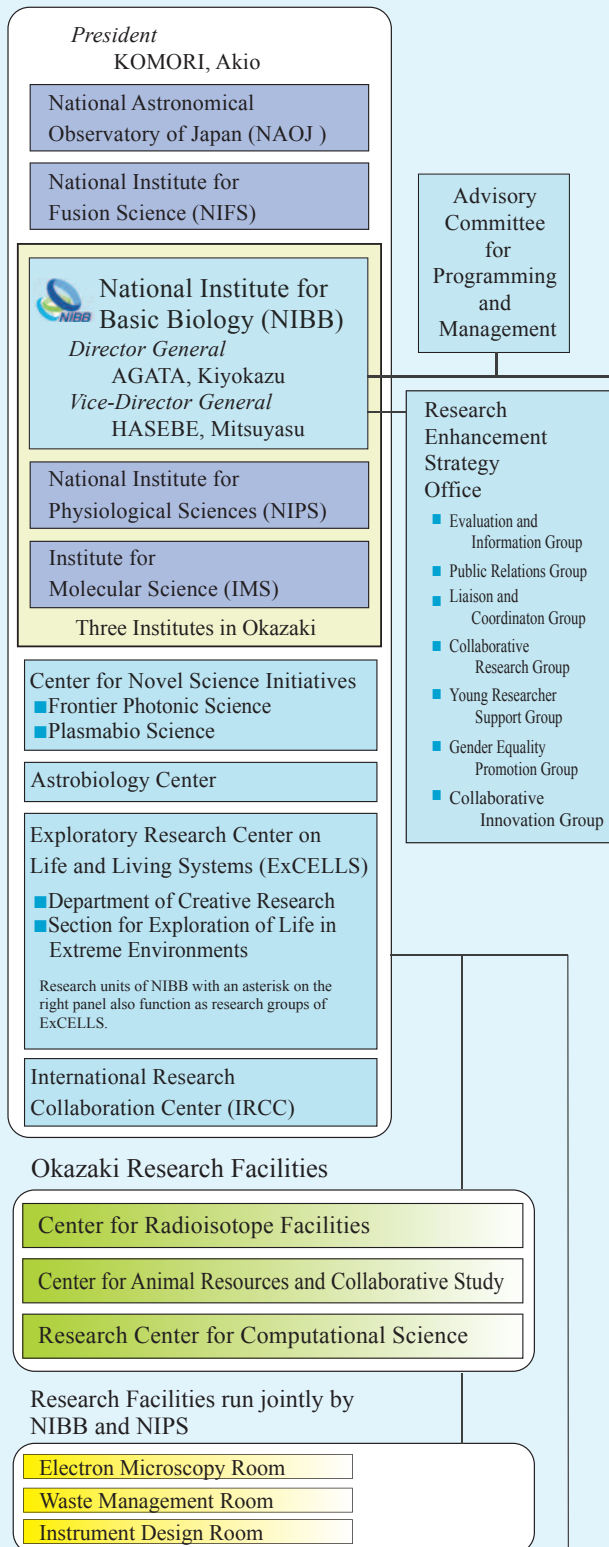 President
KOMORI, Akio
National Astronomical
Observatory of Japan (NAOJ )
National Institute for
Fusion Science (NIFS)
NIBB
National Institute for
Basic Biology (NIBB)
Director General
AGATA, Kiyokazu
Vice-Director General
HASEBE, Mitsuyasu
National Institute for
Physiological Sciences (NIPS)
Institute for
Molecular Science (IMS)
Three Institutes in Okazaki
Center for Novel Science Initiatives
Frontier Photonic Science
Plasmabio Science
Astrobiology Center
Exploratory Research Center on
Life and Living Systems (ExCELLS)
Department of Creative Research
Section for Exploration of Life in
Extreme Environments
Research units of NIBB with an asterisk on the
right panel also function as research groups of
ExCELLS.
International Research
Collaboration Center (IRCC)
Advisory
Committee
for
Programming
and
Management
Research
Enhancement
Strategy
Office
Evaluation and
Information Group
Public Relations Group
Liaison and
Coordinaton Group
Collaborative
Research Group
Young Researcher
Support Group
Gender Equality
Promotion Group
Collaborative
Innovation Group
Okazaki Research Facilities
Center for Radioisotope Facilities
Center for Animal Resources and Collaborative Study
Research Center for Computational Science
Research Facilities run jointly by
NIBB and NIPS
Electron Microscopy Room
Waste Management Room
Instrument Design Room